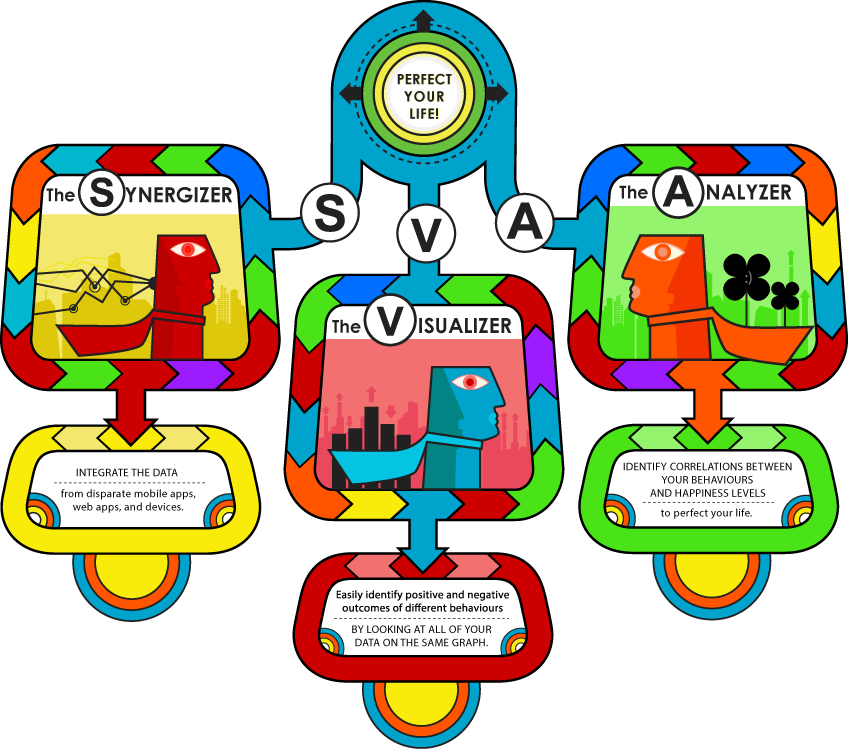 PERFECT
YOUR
LIFE!
S
V
A
The SYNERGIZER
The VISUALIZER
The ANALYZER
INTEGRATE THE DATA
from disparate mobile apps,
web apps, and devices.
Easily identify positive and negative
outcomes of different behaviours
BY LOOKING AT ALL OF YOUR
DATA ON THE SAME GRAPH.
IDENTIFY CORRELATIONS BETWEEN
YOUR BEHAVIOURS
AND HAPPINESS LEVELS
to perfect your life.